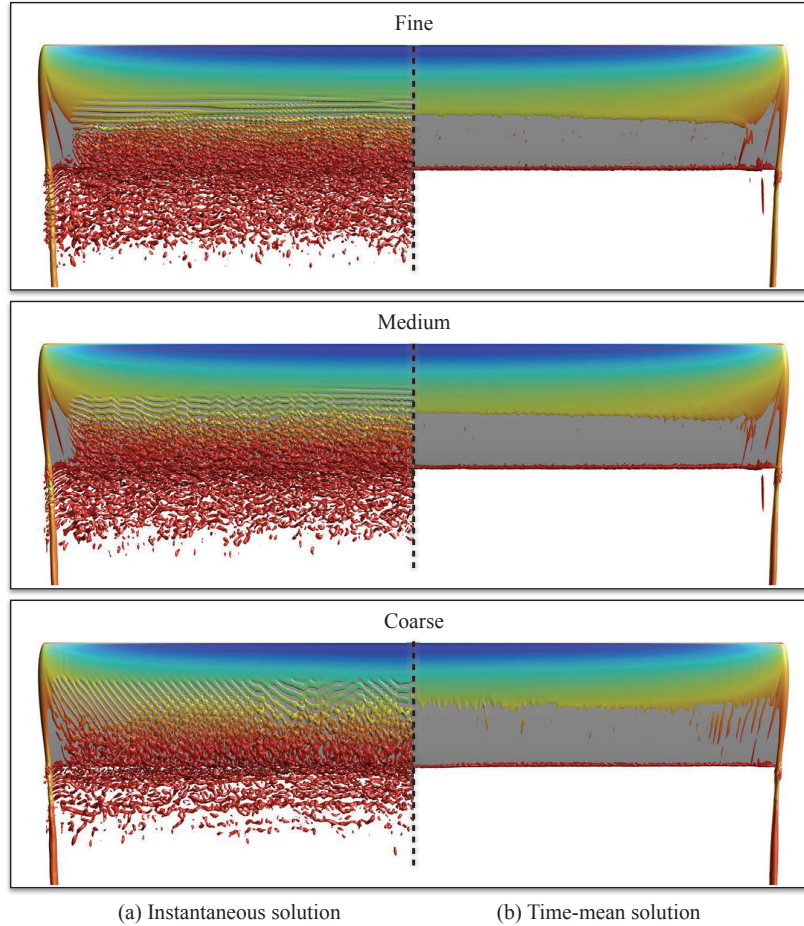 Fine
Medium
Coarse
(a) Instantaneous solution
(b) Time-mean solution